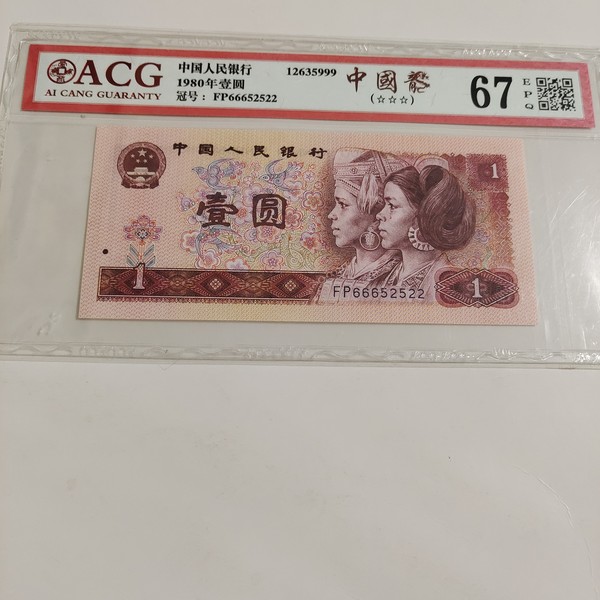 ACG
AI CANG GUARANTY
中国人民银行
1980年壹圆
冠号：FP66652522
12635999
中國龍
(☆☆☆)
67
EPQ
中国人民银行
壹圆
1
1
1
FP66652522